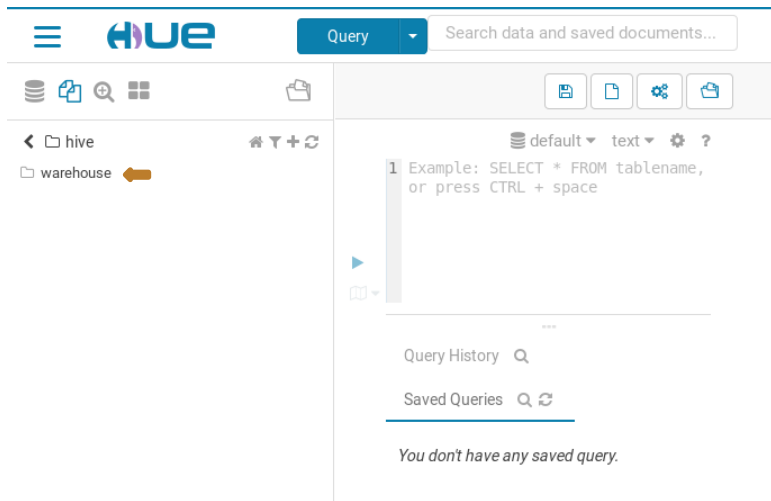 HUE
Query
Search data and saved documents...
hive
default text ?
warehouse
1 Example: SELECT * FROM tablename,
or press CTRL + space
Query History
Saved Queries
You don't have any saved query.